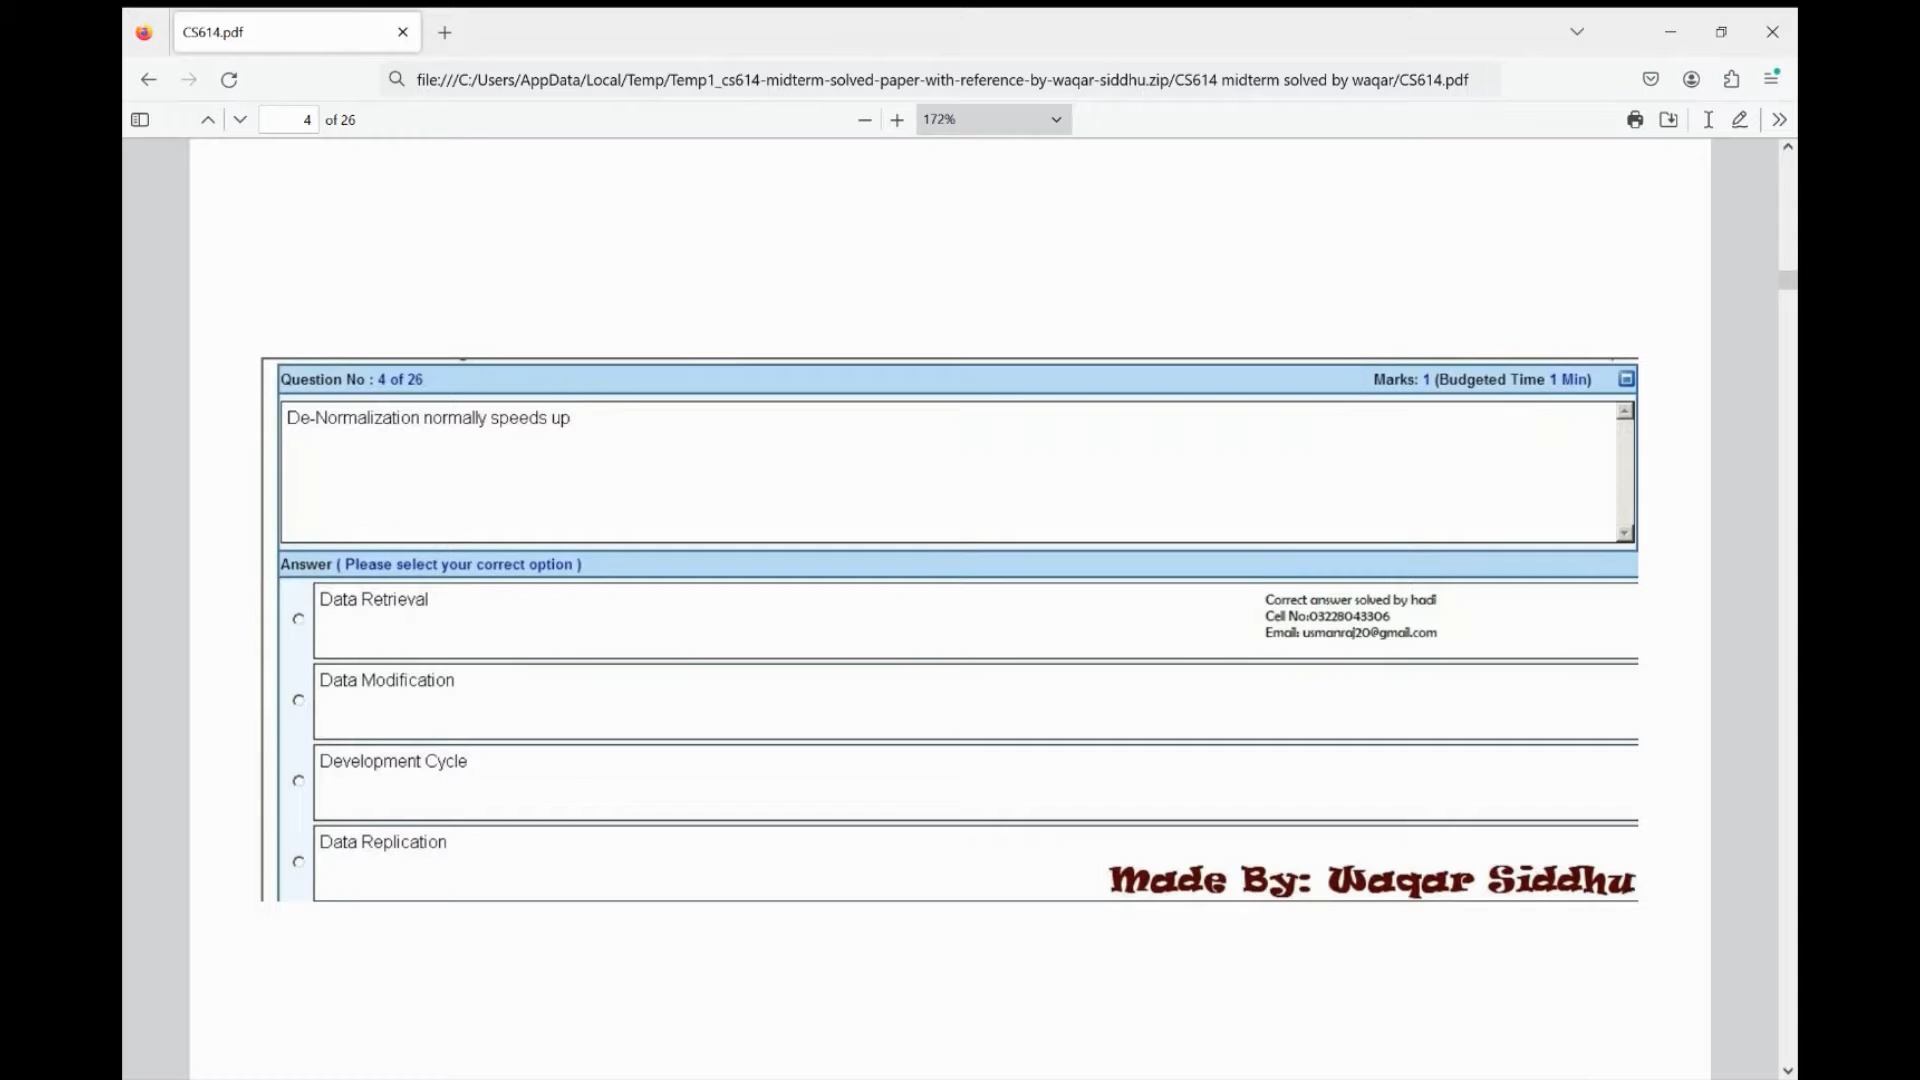 CS614.pdf
file:///C:/Users/AppData/Local/Temp/Temp1_cs614-midterm-solved-paper-with-reference-by-waqar-siddhu.zip/CS614 midterm solved by waqar/CS614.pdf
4 of 26
172%
Question No : 4 of 26
Marks: 1 (Budgeted Time 1 Min)
De-Normalization normally speeds up
Answer ( Please select your correct option )
Data Retrieval
Correct answer solved by hadi
Cell No:03228043306
Email: usmanraj20@gmail.com
Data Modification
Development Cycle
Data Replication
Made By: Waqar Siddhu